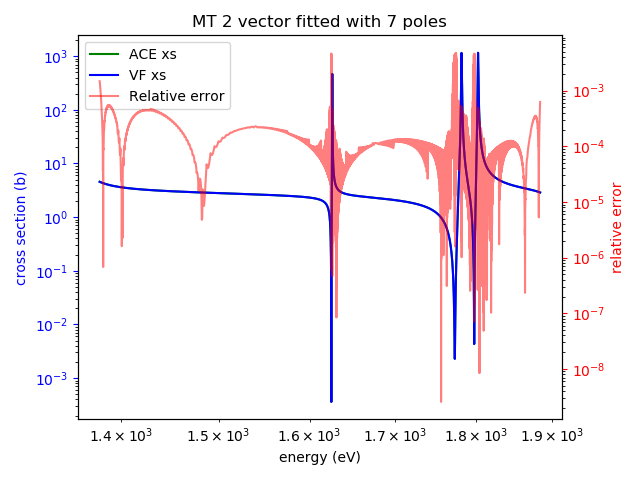 MT 2 vector fitted with 7 poles
ACE xs
VF xs
Relative error
10³
10²
10¹
10⁰
10⁻¹
10⁻²
10⁻³
cross section (b)
10⁻³
10⁻⁴
10⁻⁵
10⁻⁶
10⁻⁷
10⁻⁸
relative error
1.4 × 10³ 1.5 × 10³ 1.6 × 10³ 1.7 × 10³ 1.8 × 10³ 1.9 × 10³
energy (eV)